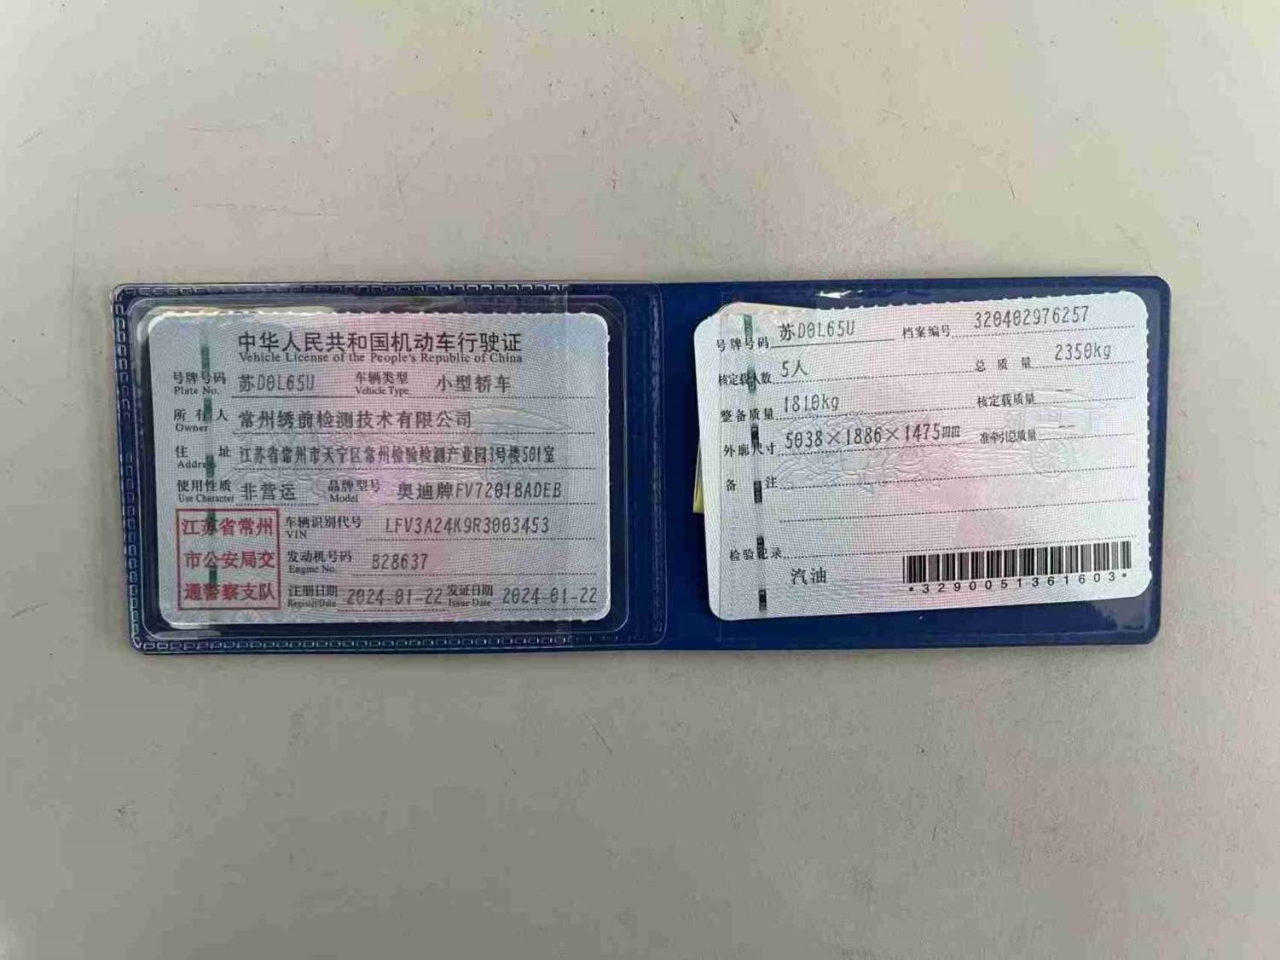 中华人民共和国机动车行驶证
Vehicle License of the People's Republic of China
号牌号码 苏D0L65U 车辆类型 小型轿车
Plate No. Vehicle Type
所有人 常州绣前检测技术有限公司
Owner
住址 江苏省常州市天宁区常州检验检测产业园3号楼501室
Address
使用性质 非营运 品牌型号 奥迪牌FV7201BADEB
Use Character Model
江苏省常州
市公安局交
通警察支队
车辆识别代号 LFV3A24K9R3003453
VIN
发动机号码 B28637
Engine No.
注册日期 2024-01-22 发证日期 2024-01-22
Register Date Issue Date
号牌号码 苏D0L65U 档案编号 320402976257
核定载人数 5人 总质量 2350kg
整备质量 1810kg 核定载质量 --
外廓尺寸 5038×1886×1475mm 准牵引总质量 --
备注
检验记录
汽油
*3290051361603*